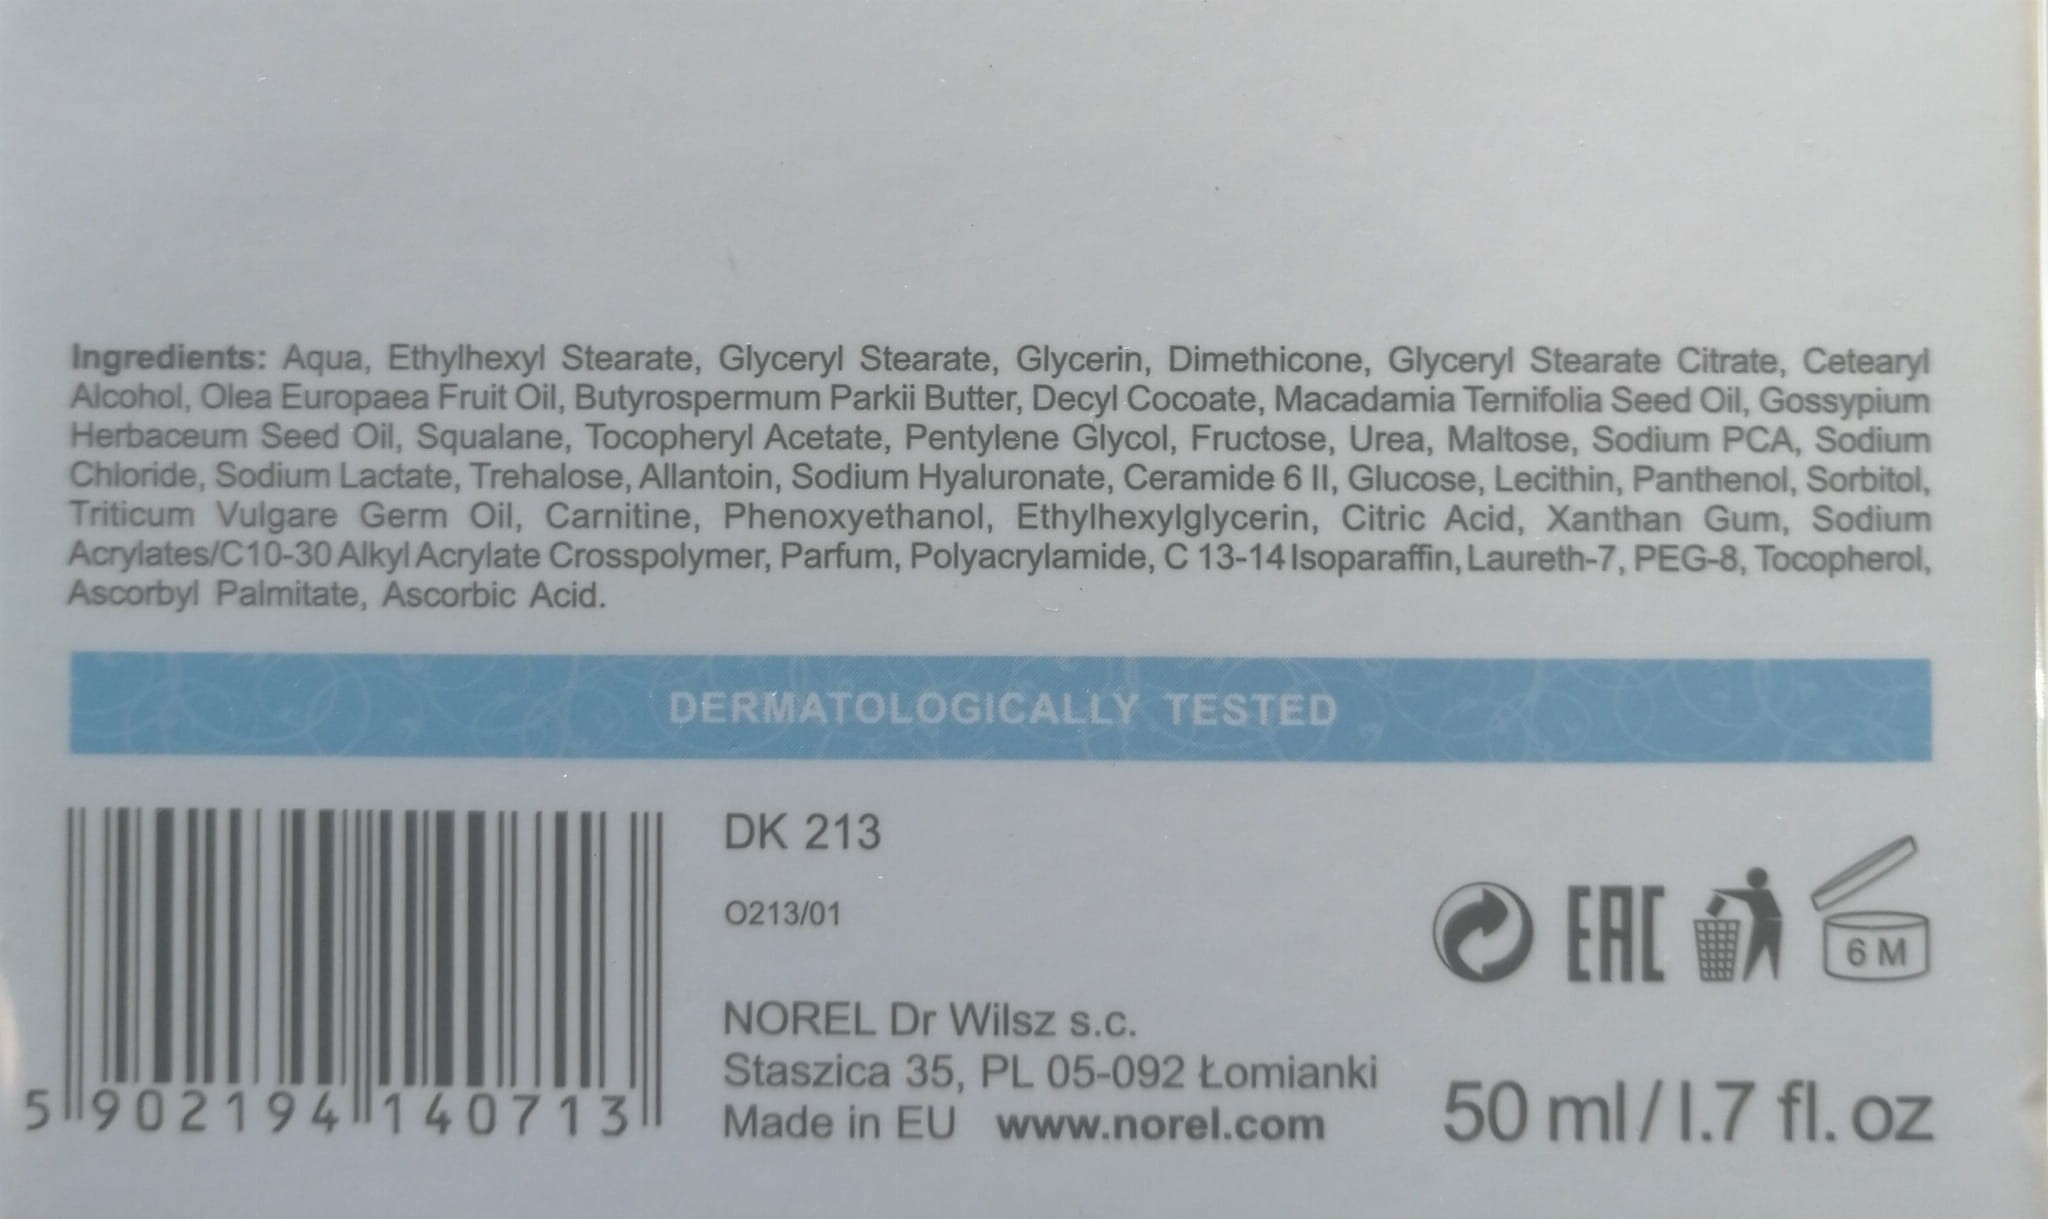 Ingredients: Aqua, Ethylhexyl Stearate, Glyceryl Stearate, Glycerin, Dimethicone, Glyceryl Stearate Citrate, Cetearyl
Alcohol, Olea Europaea Fruit Oil, Butyrospermum Parkii Butter, Decyl Cocoate, Macadamia Ternifolia Seed Oil, Gossypium
Herbaceum Seed Oil, Squalane, Tocopheryl Acetate, Pentylene Glycol, Fructose, Urea, Maltose, Sodium PCA, Sodium
Chloride, Sodium Lactate, Trehalose, Allantoin, Sodium Hyaluronate, Ceramide 6 II, Glucose, Lecithin, Panthenol, Sorbitol,
Triticum Vulgare Germ Oil, Carnitine, Phenoxyethanol, Ethylhexylglycerin, Citric Acid, Xanthan Gum, Sodium
Acrylates/C10-30 Alkyl Acrylate Crosspolymer, Parfum, Polyacrylamide, C 13-14 Isoparaffin, Laureth-7, PEG-8, Tocopherol,
Ascorbyl Palmitate, Ascorbic Acid.
DERMATOLOGICALLY TESTED
DK 213
O213/01
EAC
6 M
NOREL Dr Wilsz s.c.
Staszica 35, PL 05-092 Łomianki
Made in EU www.norel.com
50 ml/1.7 fl. oz
5 902194 140713